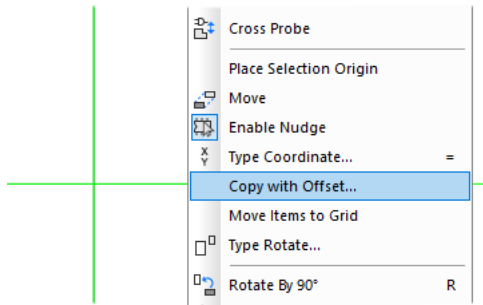 Cross Probe
Place Selection Origin
Move
Enable Nudge
X
Y
Type Coordinate... =
Copy with Offset...
Move Items to Grid
Type Rotate...
Rotate By 90° R